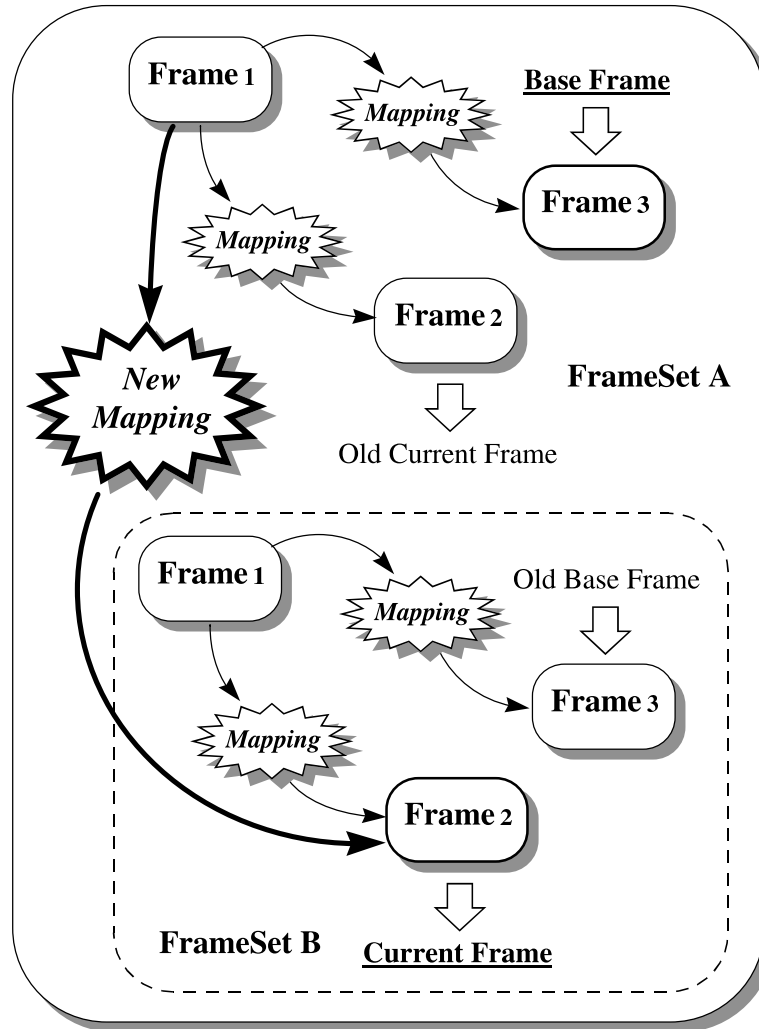 Frame 1
Mapping
Base Frame
Frame 3
Mapping
Frame 2
FrameSet A
New
Mapping
Old Current Frame
Frame 1
Mapping
Old Base Frame
Frame 3
Mapping
Frame 2
FrameSet B
Current Frame